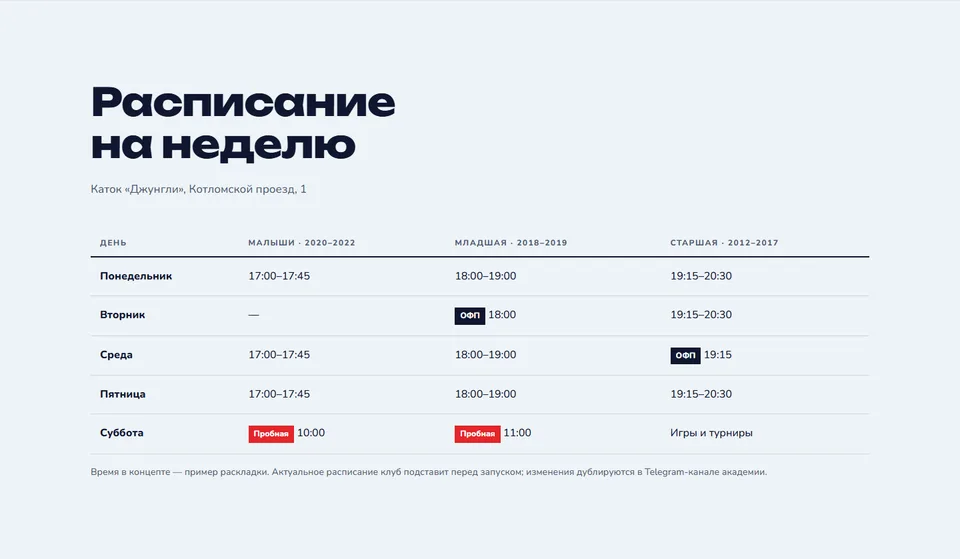 Расписание
на неделю
Каток «Джунгли», Котломской проезд, 1
ДЕНЬ МАЛЫШИ · 2020–2022 МЛАДШАЯ · 2018–2019 СТАРШАЯ · 2012–2017
Понедельник 17:00–17:45 18:00–19:00 19:15–20:30
Вторник — ОФП 18:00 19:15–20:30
Среда 17:00–17:45 18:00–19:00 ОФП 19:15
Пятница 17:00–17:45 18:00–19:00 19:15–20:30
Суббота Пробная 10:00 Пробная 11:00 Игры и турниры
Время в концепте — пример раскладки. Актуальное расписание клуб подставит перед запуском; изменения дублируются в Telegram-канале академии.